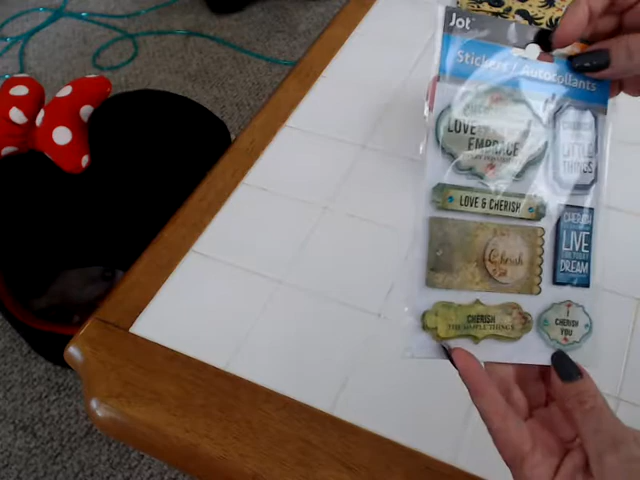 Jot
Stickers / Autocollants
LOVE
EMBRACE
LITTLE
THINGS
LOVE & CHERISH
CHERISH
LIVE
DREAM
Cherish
CHERISH
THE SIMPLE THINGS
I
CHERISH
YOU